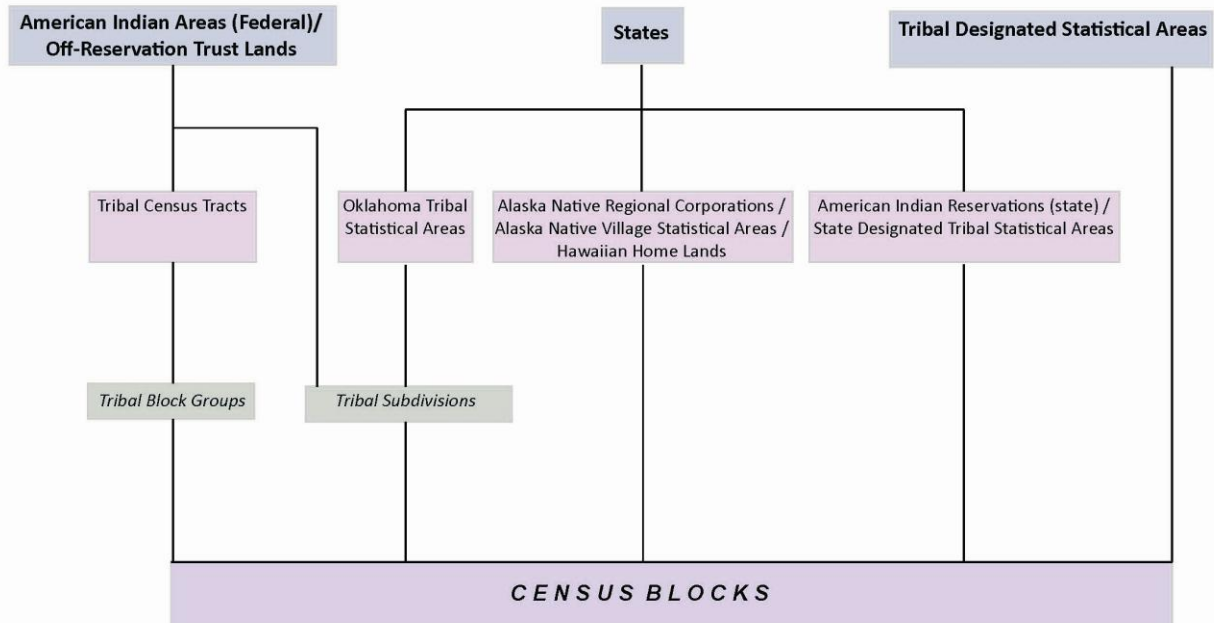 American Indian Areas (Federal)/
Off-Reservation Trust Lands
States
Tribal Designated Statistical Areas
Tribal Census Tracts
Oklahoma Tribal
Statistical Areas
Alaska Native Regional Corporations /
Alaska Native Village Statistical Areas /
Hawaiian Home Lands
American Indian Reservations (state) /
State Designated Tribal Statistical Areas
Tribal Block Groups
Tribal Subdivisions
CENSUS BLOCKS